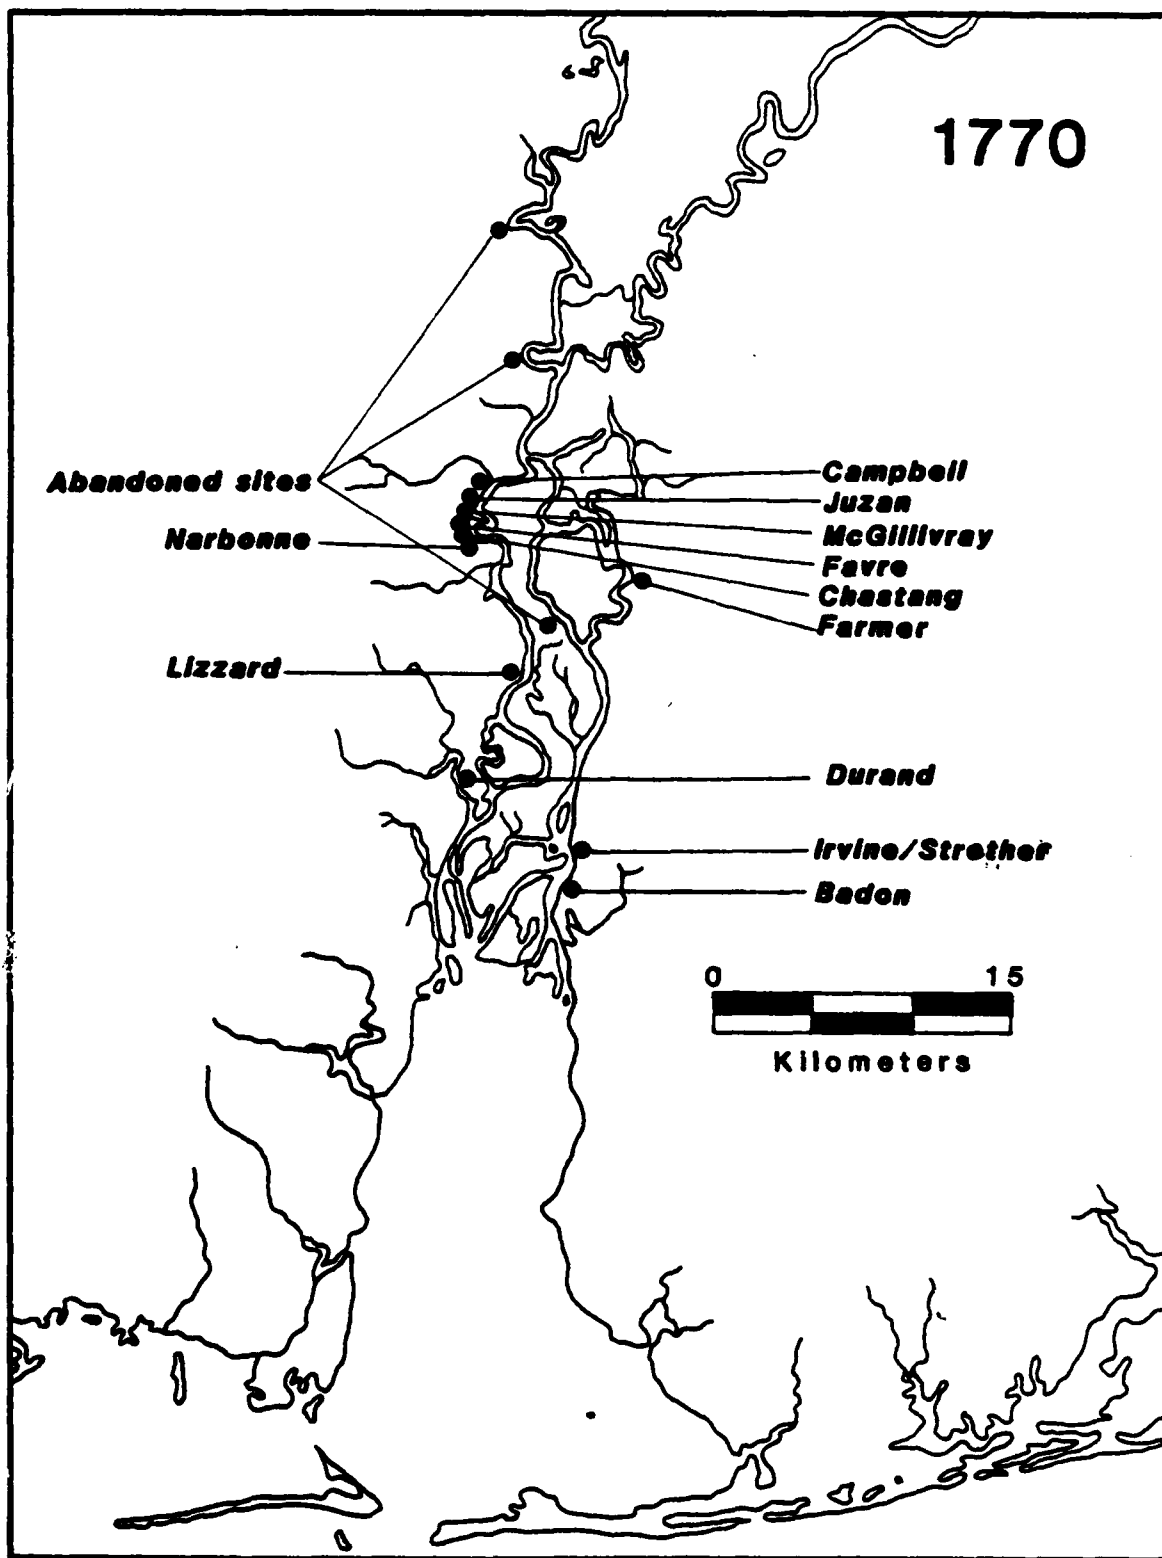 1770
Abandoned sites
Campbell
Juzan
McGillivray
Narbonne
Favre
Chastang
Farmer
Lizzard
Durand
Irvine/Strother
Badon
0 15
Kilometers